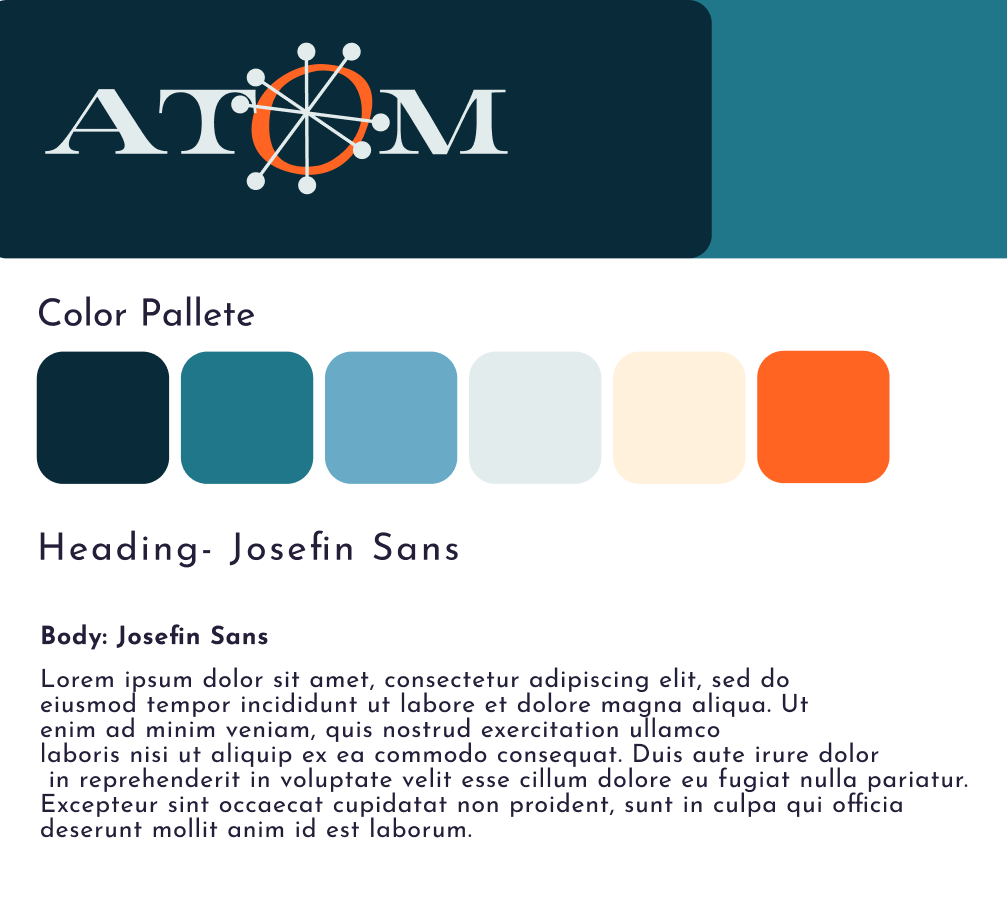 ATOM
Color Pallete
Heading- Josefin Sans
Body: Josefin Sans
Lorem ipsum dolor sit amet, consectetur adipiscing elit, sed do
eiusmod tempor incididunt ut labore et dolore magna aliqua. Ut
enim ad minim veniam, quis nostrud exercitation ullamco
laboris nisi ut aliquip ex ea commodo consequat. Duis aute irure dolor
in reprehenderit in voluptate velit esse cillum dolore eu fugiat nulla pariatur.
Excepteur sint occaecat cupidatat non proident, sunt in culpa qui officia
deserunt mollit anim id est laborum.